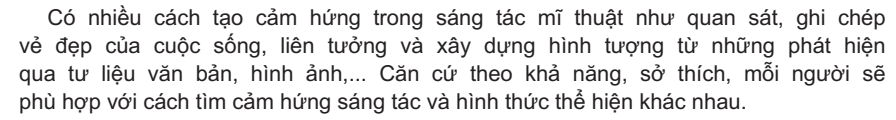 Có nhiều cách tạo cảm hứng trong sáng tác mĩ thuật như quan sát, ghi chép
vẻ đẹp của cuộc sống, liên tưởng và xây dựng hình tượng từ những phát hiện
qua tư liệu văn bản, hình ảnh,... Căn cứ theo khả năng, sở thích, mỗi người sẽ
phù hợp với cách tìm cảm hứng sáng tác và hình thức thể hiện khác nhau.